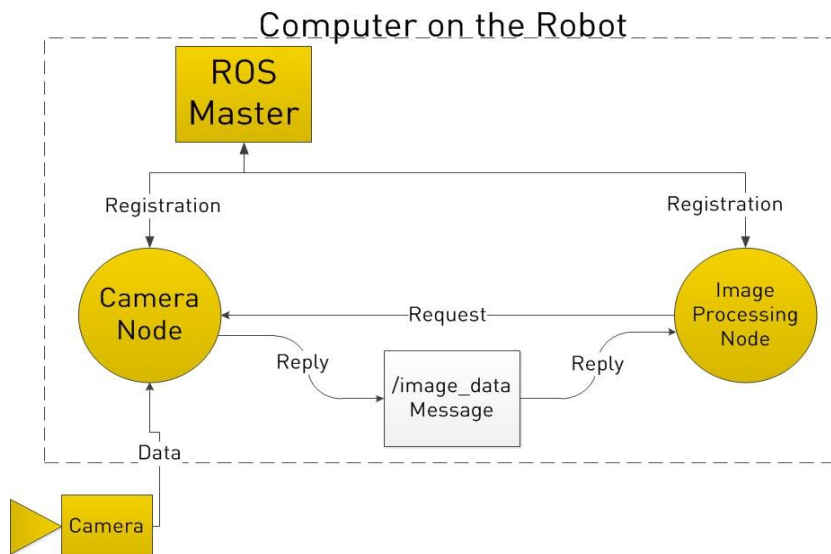 Computer on the Robot
ROS
Master
Registration
Registration
Camera
Node
Image
Processing
Node
Request
Reply
Reply
/image_data
Message
Data
Camera